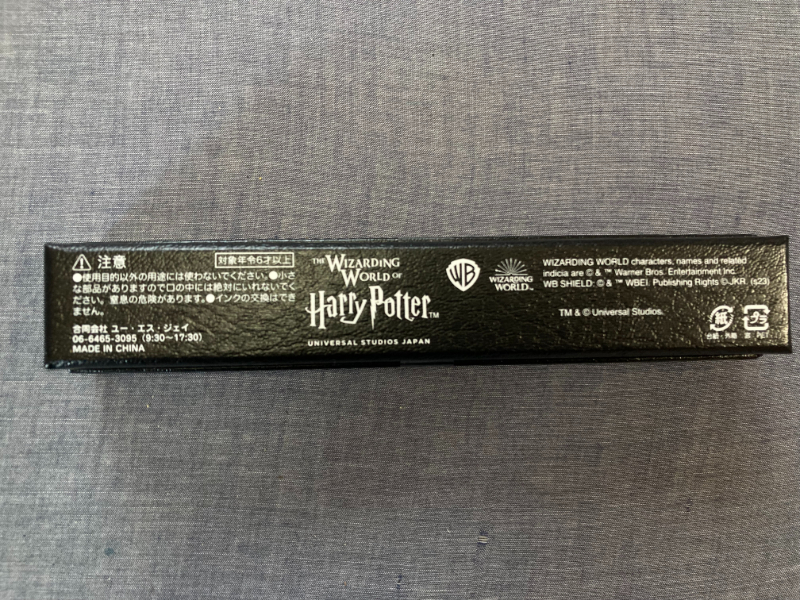 注意
対象年令6才以上
●使用目的以外の用途には使わないでください。●小さ
な部品がありますので口の中には絶対にいれないでく
ださい。窒息の危険があります。●インクの交換はでき
ません。
合同会社 ユー・エス・ジェイ
06-6465-3095（9:30〜17:30）
MADE IN CHINA
THE WIZARDING
WORLD OF
Harry Potter™
UNIVERSAL STUDIOS JAPAN
WB
WIZARDING
WORLD™
WIZARDING WORLD characters, names and related
indicia are © & ™ Warner Bros. Entertainment Inc.
WB SHIELD: © & ™ WBEI. Publishing Rights © JKR. (s23)
TM & © Universal Studios.
紙
プラ
PET